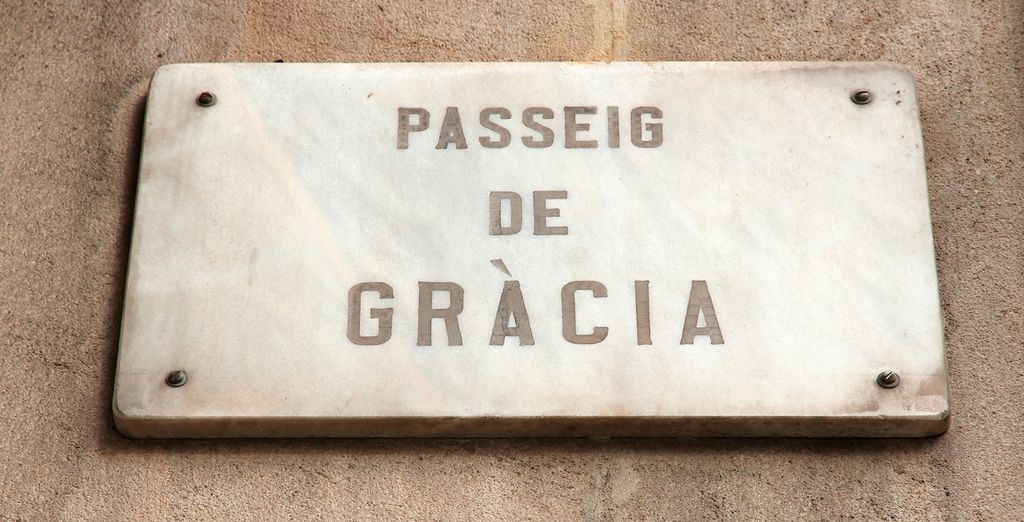 PASSEIG
DE
GRÀCIA